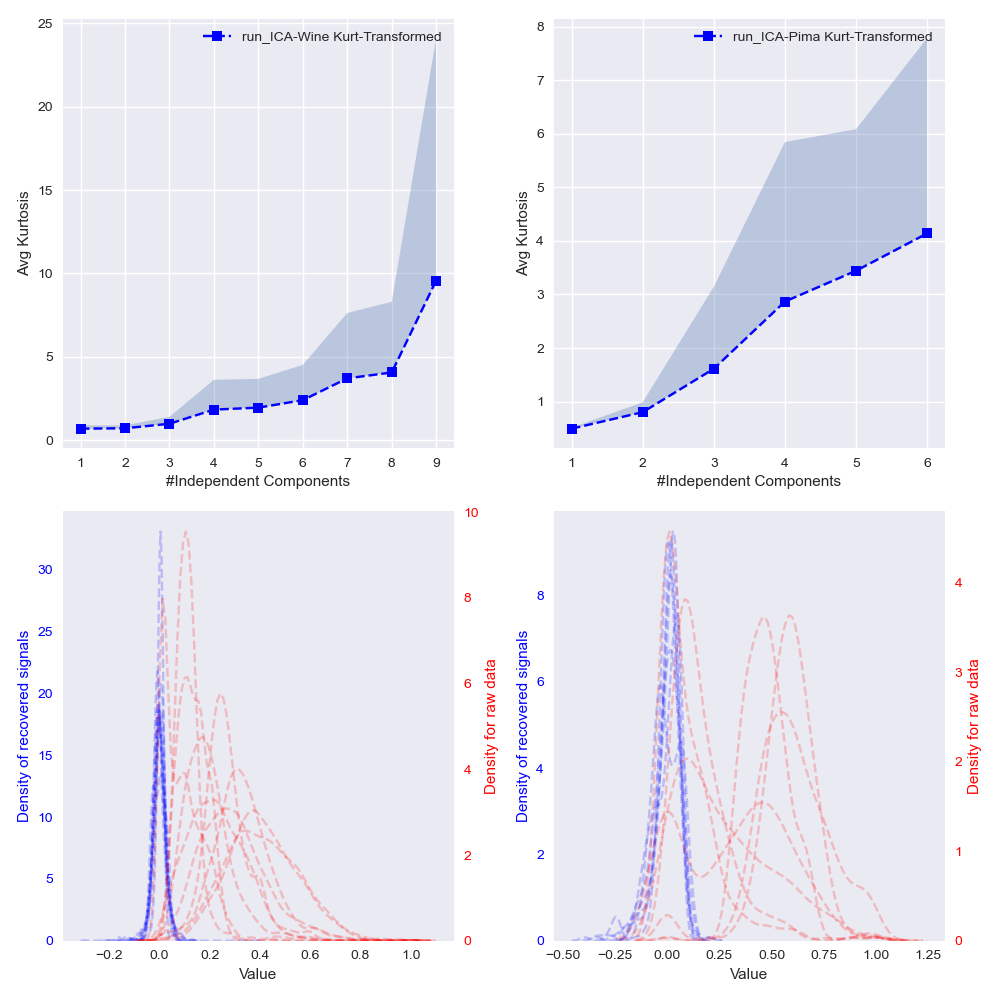 run_ICA-Wine Kurt-Transformed
25
20
15
10
5
0
Avg Kurtosis
1 2 3 4 5 6 7 8 9
#Independent Components
run_ICA-Pima Kurt-Transformed
8
7
6
5
4
3
2
1
Avg Kurtosis
1 2 3 4 5 6
#Independent Components
Density of recovered signals
30
25
20
15
10
5
0
10
8
6
4
2
0
Density for raw data
−0.2 0.0 0.2 0.4 0.6 0.8 1.0
Value
Density of recovered signals
8
6
4
2
0
4
3
2
1
0
Density for raw data
−0.50 −0.25 0.00 0.25 0.50 0.75 1.00 1.25
Value